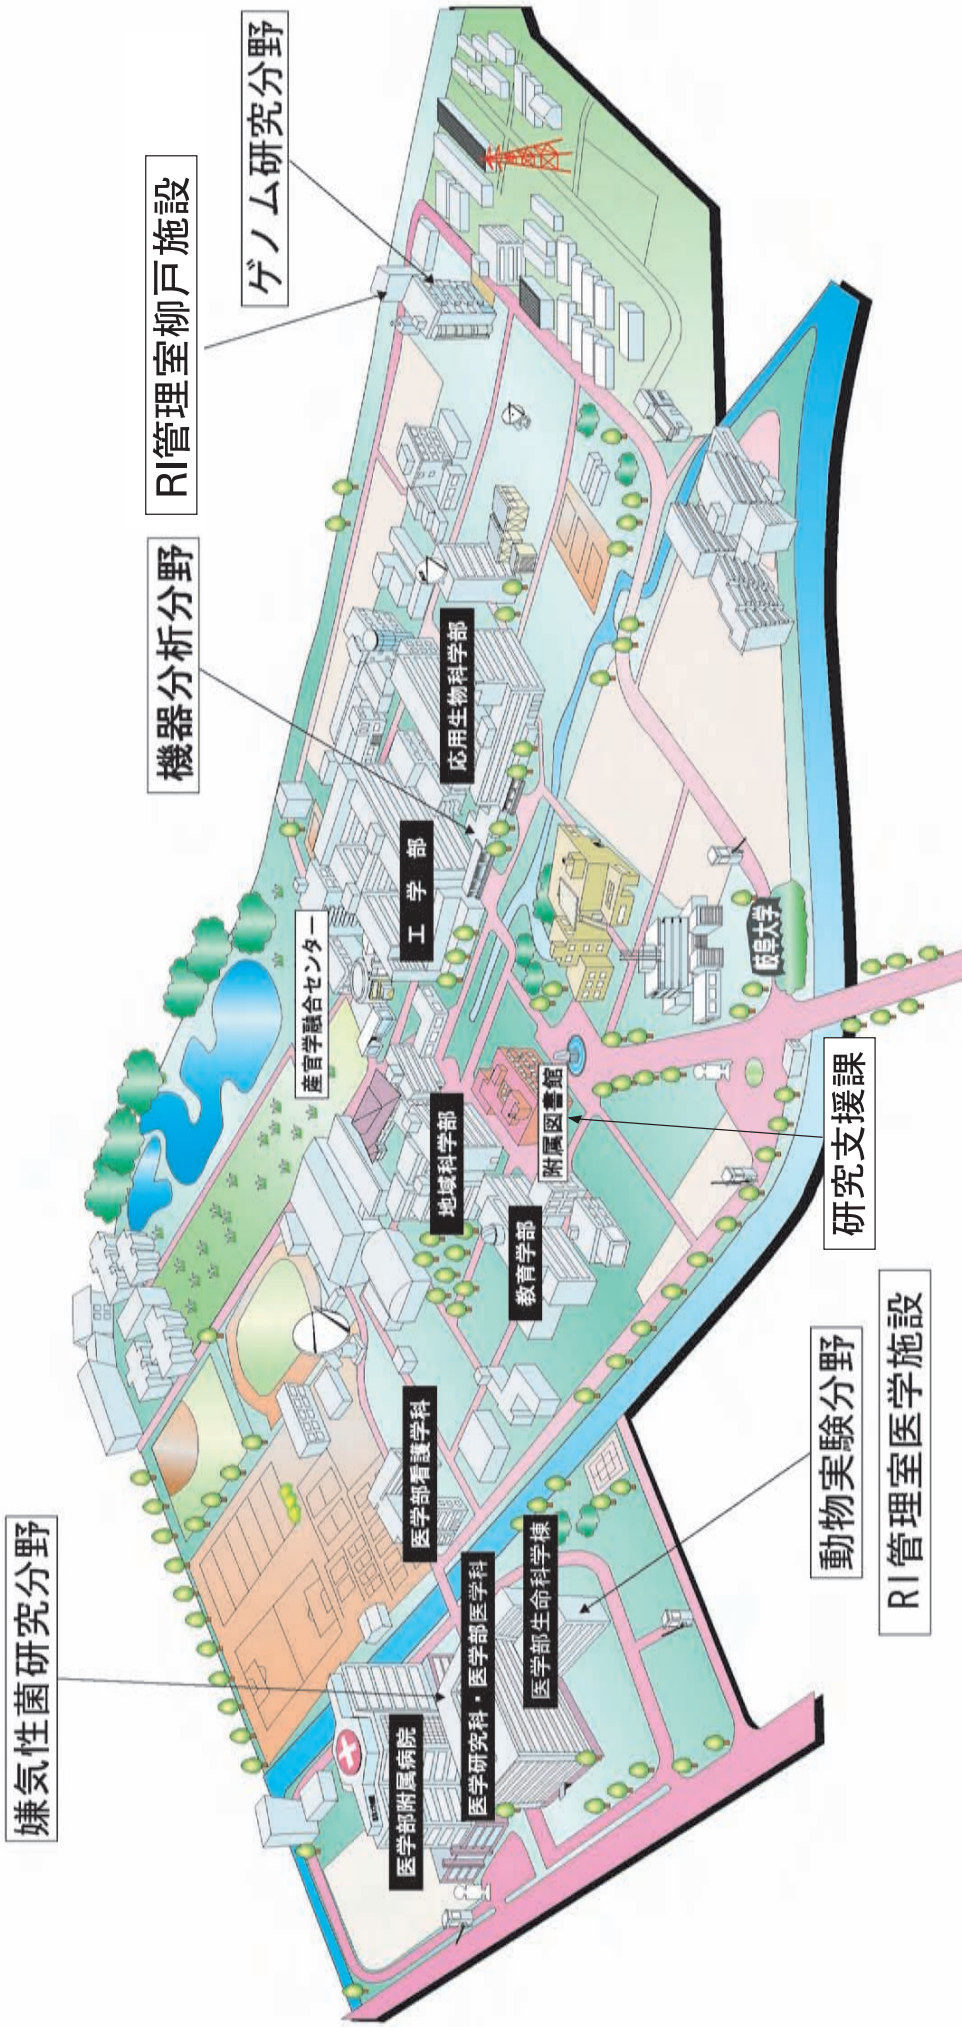 嫌気性菌研究分野
機器分析分野
RI管理室柳戸施設
ゲノム研究分野
産官学融合センター
工学部
応用生物科学部
医学部附属病院
医学部看護学科
地域科学部
医学研究科・医学部医学科
医学部生命科学棟
教育学部
附属図書館
岐阜大学
動物実験分野
RI管理室医学施設
研究支援課